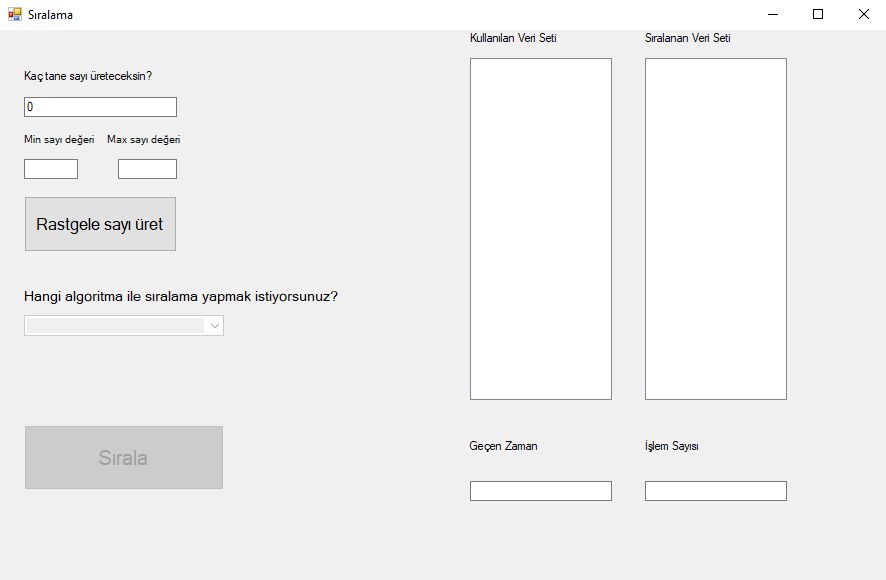 Sıralama
Kaç tane sayı üreteceksin?
0
Min sayı değeri
Max sayı değeri
Rastgele sayı üret
Hangi algoritma ile sıralama yapmak istiyorsunuz?
Sırala
Kullanılan Veri Seti
Sıralanan Veri Seti
Geçen Zaman
İşlem Sayısı